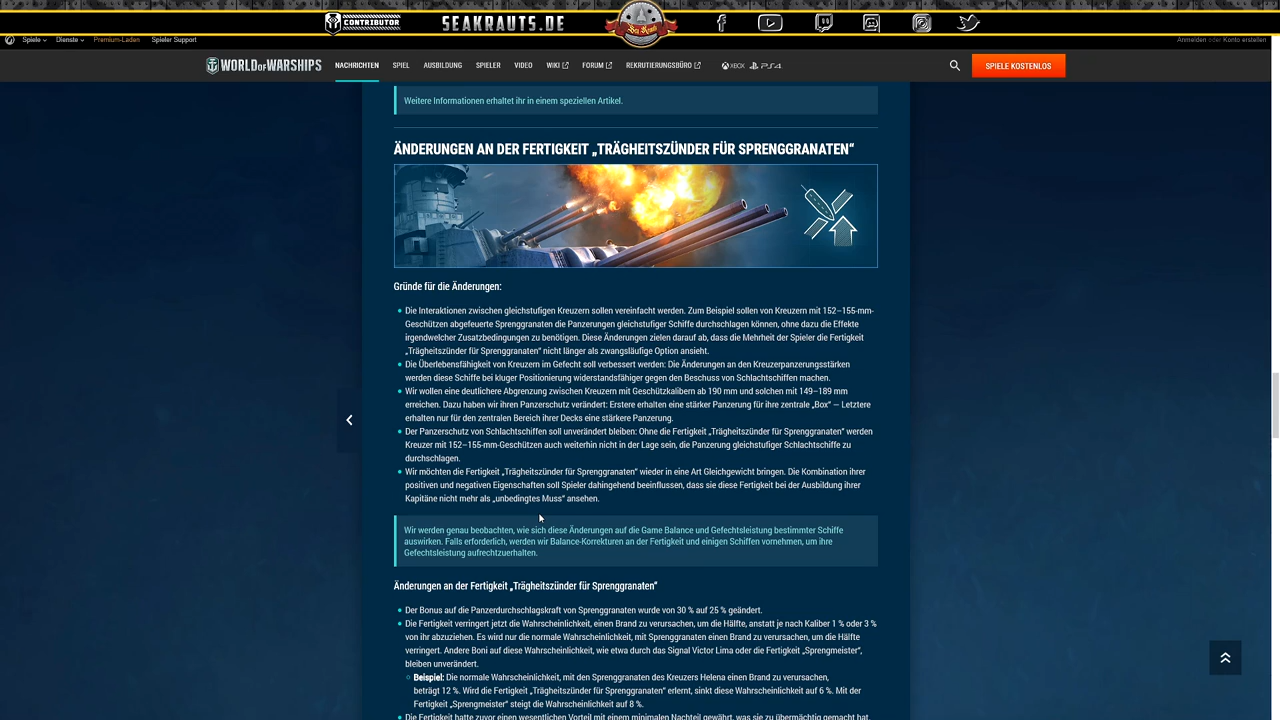 CONTRIBUTOR
SEAKRAUTS.DE
Sea Krauts
Spiele
Dienste
Premium-Laden
Spieler Support
Anmelden oder Konto erstellen
WORLD OF WARSHIPS
NACHRICHTEN
SPIEL
AUSBILDUNG
SPIELER
VIDEO
WIKI
FORUM
REKRUTIERUNGSBÜRO
XBOX
PS4
SPIELE KOSTENLOS
Weitere Informationen erhaltet ihr in einem speziellen Artikel.
ÄNDERUNGEN AN DER FERTIGKEIT „TRÄGHEITSZÜNDER FÜR SPRENGGRANATEN“
Gründe für die Änderungen:
Die Interaktionen zwischen gleichstufigen Kreuzern sollen vereinfacht werden. Zum Beispiel sollen von Kreuzern mit 152–155-mm-
Geschützen abgefeuerte Sprenggranaten die Panzerungen gleichstufiger Schiffe durchschlagen können, ohne dazu die Effekte
irgendwelcher Zusatzbedingungen zu benötigen. Diese Änderungen zielen darauf ab, dass die Mehrheit der Spieler die Fertigkeit
„Trägheitszünder für Sprenggranaten“ nicht länger als zwangsläufige Option ansieht.
Die Überlebensfähigkeit von Kreuzern im Gefecht soll verbessert werden: Die Änderungen an den Kreuzerpanzerungsstärken
werden diese Schiffe bei kluger Positionierung widerstandsfähiger gegen den Beschuss von Schlachtschiffen machen.
Wir wollen eine deutlichere Abgrenzung zwischen Kreuzern mit Geschützkalibern ab 190 mm und solchen mit 149–189 mm
erreichen. Dazu haben wir ihren Panzerschutz verändert: Erstere erhalten eine stärker Panzerung für ihre zentrale „Box“ — Letztere
erhalten nur für den zentralen Bereich ihrer Decks eine stärkere Panzerung.
Der Panzerschutz von Schlachtschiffen soll unverändert bleiben: Ohne die Fertigkeit „Trägheitszünder für Sprenggranaten“ werden
Kreuzer mit 152–155-mm-Geschützen auch weiterhin nicht in der Lage sein, die Panzerung gleichstufiger Schlachtschiffe zu
durchschlagen.
Wir möchten die Fertigkeit „Trägheitszünder für Sprenggranaten“ wieder in eine Art Gleichgewicht bringen. Die Kombination ihrer
positiven und negativen Eigenschaften soll Spieler dahingehend beeinflussen, dass sie diese Fertigkeit bei der Ausbildung ihrer
Kapitäne nicht mehr als „unbedingtes Muss“ ansehen.
Wir werden genau beobachten, wie sich diese Änderungen auf die Game Balance und Gefechtsleistung bestimmter Schiffe
auswirken. Falls erforderlich, werden wir Balance-Korrekturen an der Fertigkeit und einigen Schiffen vornehmen, um ihre
Gefechtsleistung aufrechtzuerhalten.
Änderungen an der Fertigkeit „Trägheitszünder für Sprenggranaten“
Der Bonus auf die Panzerdurchschlagskraft von Sprenggranaten wurde von 30 % auf 25 % geändert.
Die Fertigkeit verringert jetzt die Wahrscheinlichkeit, einen Brand zu verursachen, um die Hälfte, anstatt je nach Kaliber 1 % oder 3 %
von ihr abzuziehen. Es wird nur die normale Wahrscheinlichkeit, mit Sprenggranaten einen Brand zu verursachen, um die Hälfte
verringert. Andere Boni auf diese Wahrscheinlichkeit, wie etwa durch das Signal Victor Lima oder die Fertigkeit „Sprengmeister“,
bleiben unverändert.
Beispiel: Die normale Wahrscheinlichkeit, mit den Sprenggranaten des Kreuzers Helena einen Brand zu verursachen,
beträgt 12 %. Wird die Fertigkeit „Trägheitszünder für Sprenggranaten“ erlernt, sinkt diese Wahrscheinlichkeit auf 6 %. Mit der
Fertigkeit „Sprengmeister“ steigt die Wahrscheinlichkeit auf 8 %.
Die Fertigkeit hatte zuvor einen wesentlichen Vorteil mit einem minimalen Nachteil gewährt, was sie zu übermächtig gemacht hat.